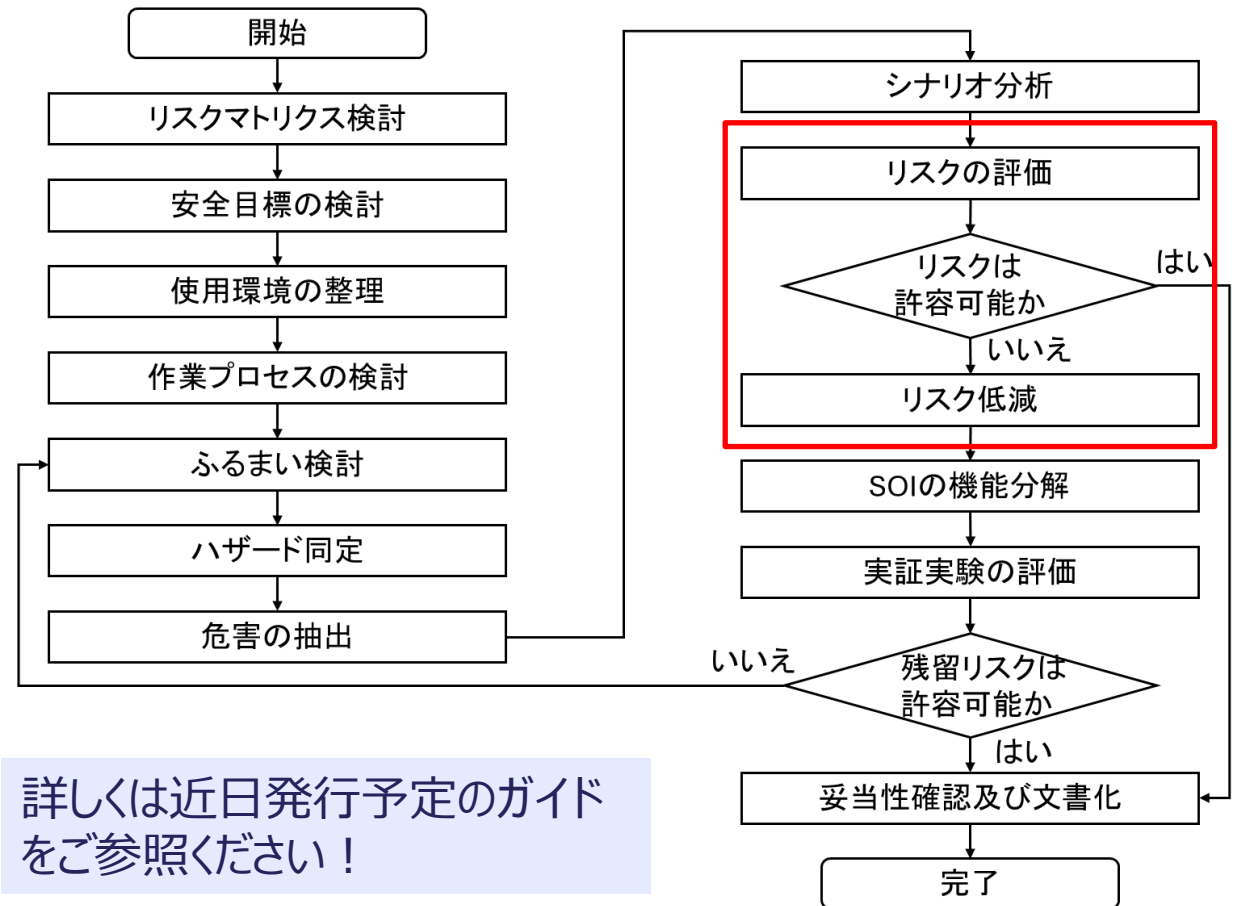 開始
リスクマトリクス検討
安全目標の検討
使用環境の整理
作業プロセスの検討
ふるまい検討
ハザード同定
危害の抽出
シナリオ分析
リスクの評価
リスクは
許容可能か
はい
いいえ
リスク低減
SOIの機能分解
実証実験の評価
残留リスクは
許容可能か
いいえ
はい
妥当性確認及び文書化
完了
詳しくは近日発行予定のガイド
をご参照ください！